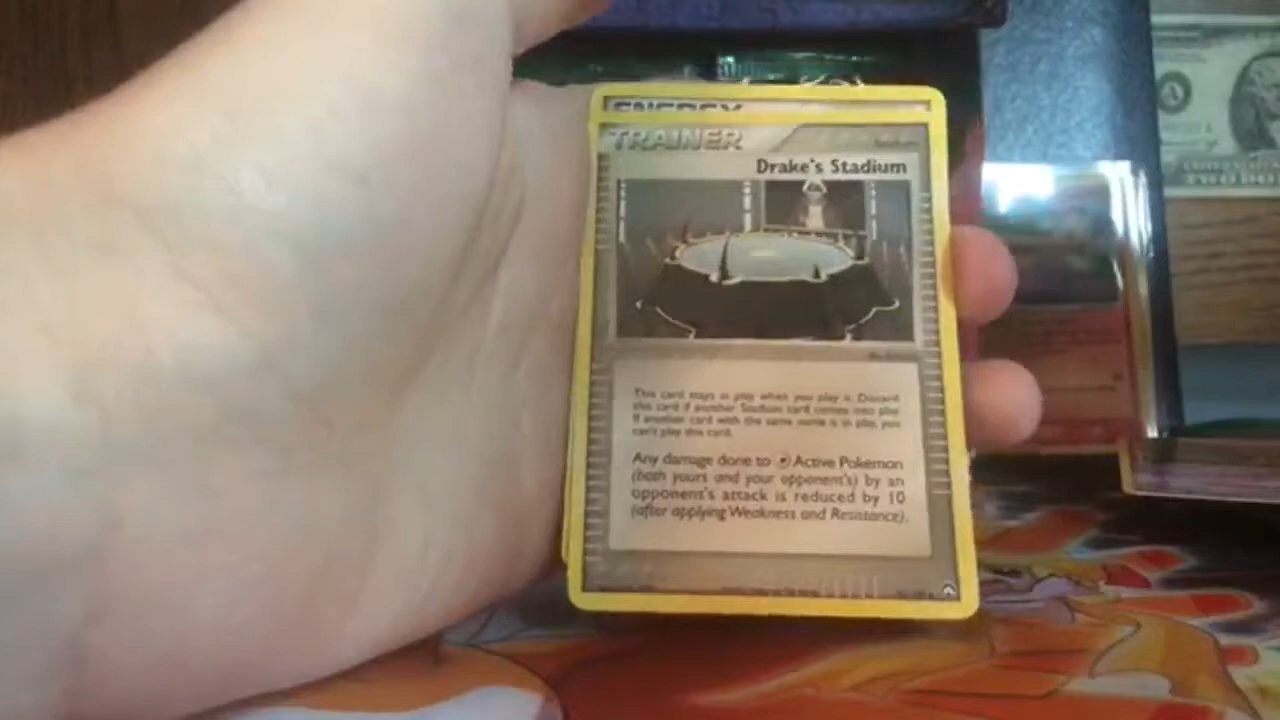 ENERGY
TRAINER
Drake's Stadium
This card stays in play when you play it. Discard
this card if another Stadium card comes into play.
If another card with the same name is in play, you
can't play this card.
Any damage done to Active Pokémon
(both yours and your opponent's) by an
opponent's attack is reduced by 10
(after applying Weakness and Resistance).
TWO DO